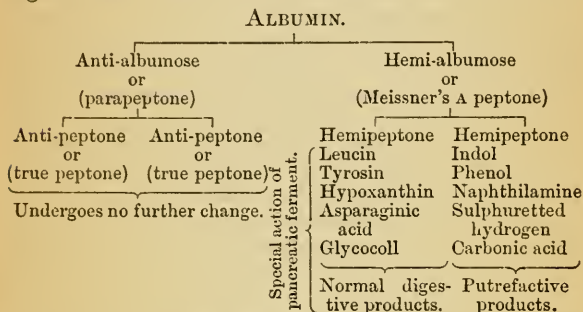 ALBUMIN.
Anti-albumose
or
(parapeptone)
Hemi-albumose
or
(Meissner's A peptone)
Anti-peptone
or
(true peptone)
Anti-peptone
or
(true peptone)
Undergoes no further change.
Special action of
pancreatic ferment.
Hemipeptone
Leucin
Tyrosin
Hypoxanthin
Asparaginic
acid
Glycocoll
Normal diges-
tive products.
Hemipeptone
Indol
Phenol
Naphthilamine
Sulphuretted
hydrogen
Carbonic acid
Putrefactive
products.